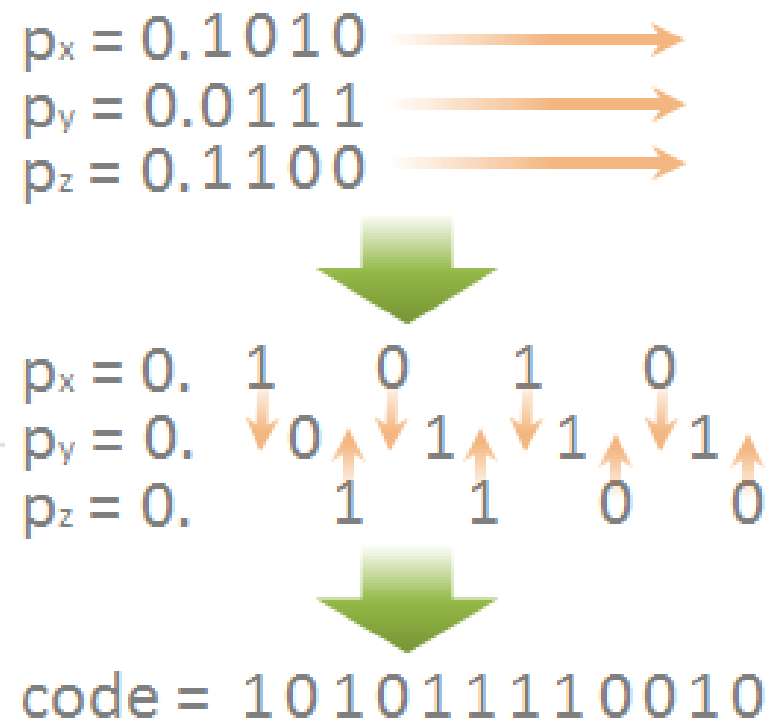 px = 0.1010
py = 0.0111
pz = 0.1100
px = 0. 1 0 1 0
py = 0. 0 1 1 1
pz = 0. 1 1 0 0
code = 101011110010